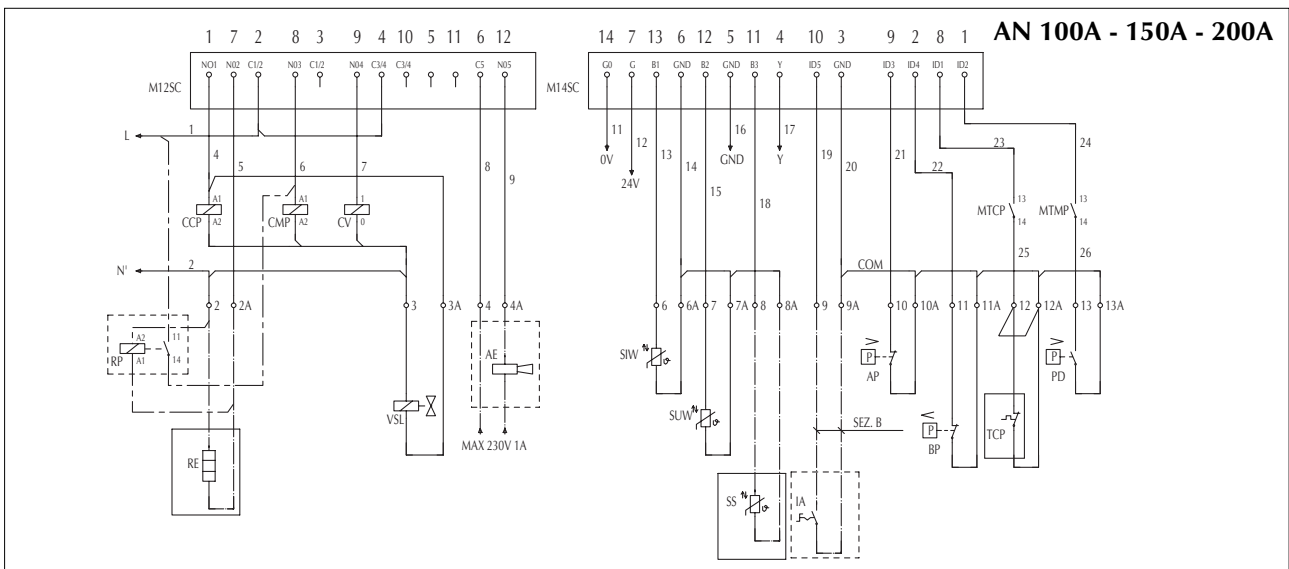 AN 100A - 150A - 200A
1 7 2 8 3 9 4 10 5 11 6 12
14 7 13 6 12 5 11 4 10 3 9 2 8 1
NO1 N02 C1/2 N03 C1/2 N04 C3/4 C3/4 C5 N05
G0 G B1 GND B2 GND B3 Y ID5 GND ID3 ID4 ID1 ID2
M12SC
M14SC
L 1
4 5 6 7 8 9
11 12 13 14 15 16 17 18 19 20 21 22 23 24
0V
24V
GND
Y
A1
CCP
A2
A1
CMP
A2
1
CV
0
13
MTCP
14
13
MTMP
14
25 26
N' 2
COM
2 2A 3 3A 4 4A
6 6A 7 7A 8 8A 9 9A 10 10A 11 11A 12 12A 13 13A
A2
RP
A1
11
14
AE
VSL
MAX 230V 1A
RE
SIW
SUW
SS
IA
SEZ. B
P
AP
P
BP
TCP
P
PD